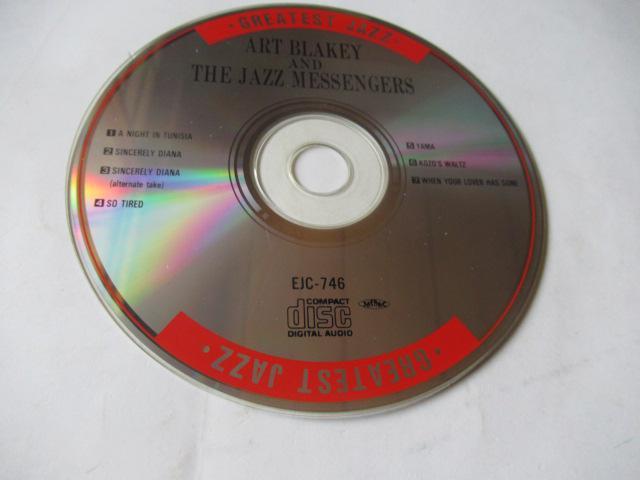 • GREATEST JAZZ •
ART BLAKEY
AND
THE JAZZ MESSENGERS
1 A NIGHT IN TUNISIA
2 SINCERELY DIANA
3 SINCERELY DIANA
(alternate take)
4 SO TIRED
5 YAMA
6 KOZO'S WALTZ
7 WHEN YOUR LOVER HAS GONE
EJC-746
COMPACT
disc
DIGITAL AUDIO
• GREATEST JAZZ •